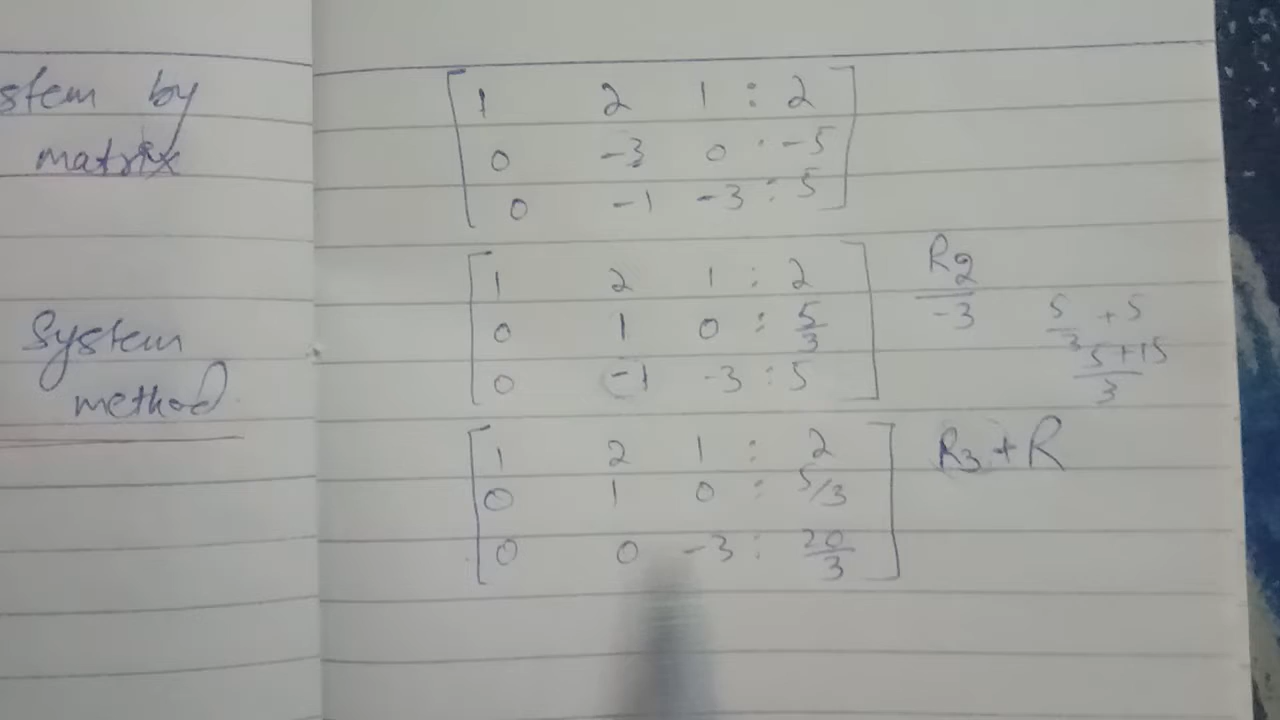 stem by
matrix
System
method
1 2 1 : 2
0 -3 0 : -5
0 -1 -3 : 5
1 2 1 : 2
0 1 0 : 5/3
0 -1 -3 : 5
R2/-3
5/3 + 5
5+15/3
1 2 1 : 2
0 1 0 : 5/3
0 0 -3 : 20/3
R3 + R